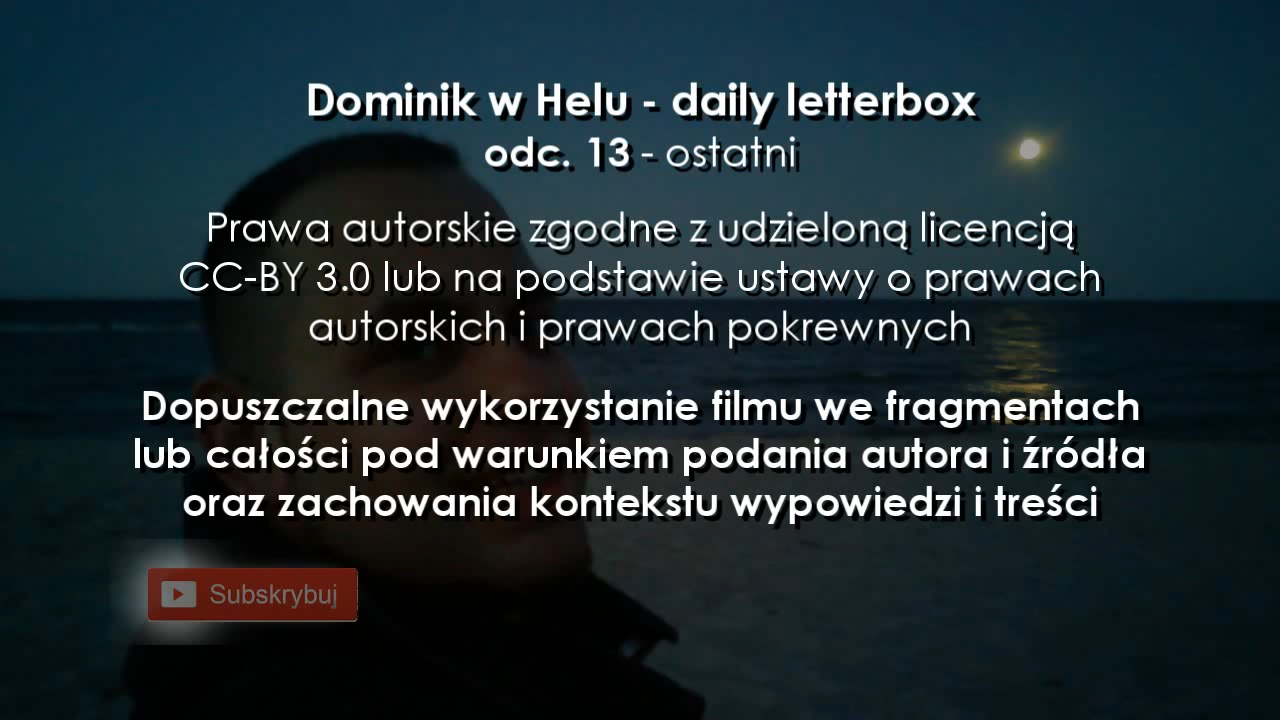 Dominik w Helu - daily letterbox
odc. 13 - ostatni
Prawa autorskie zgodne z udzieloną licencją
CC-BY 3.0 lub na podstawie ustawy o prawach
autorskich i prawach pokrewnych
Dopuszczalne wykorzystanie filmu we fragmentach
lub całości pod warunkiem podania autora i źródła
oraz zachowania kontekstu wypowiedzi i treści
Subskrybuj